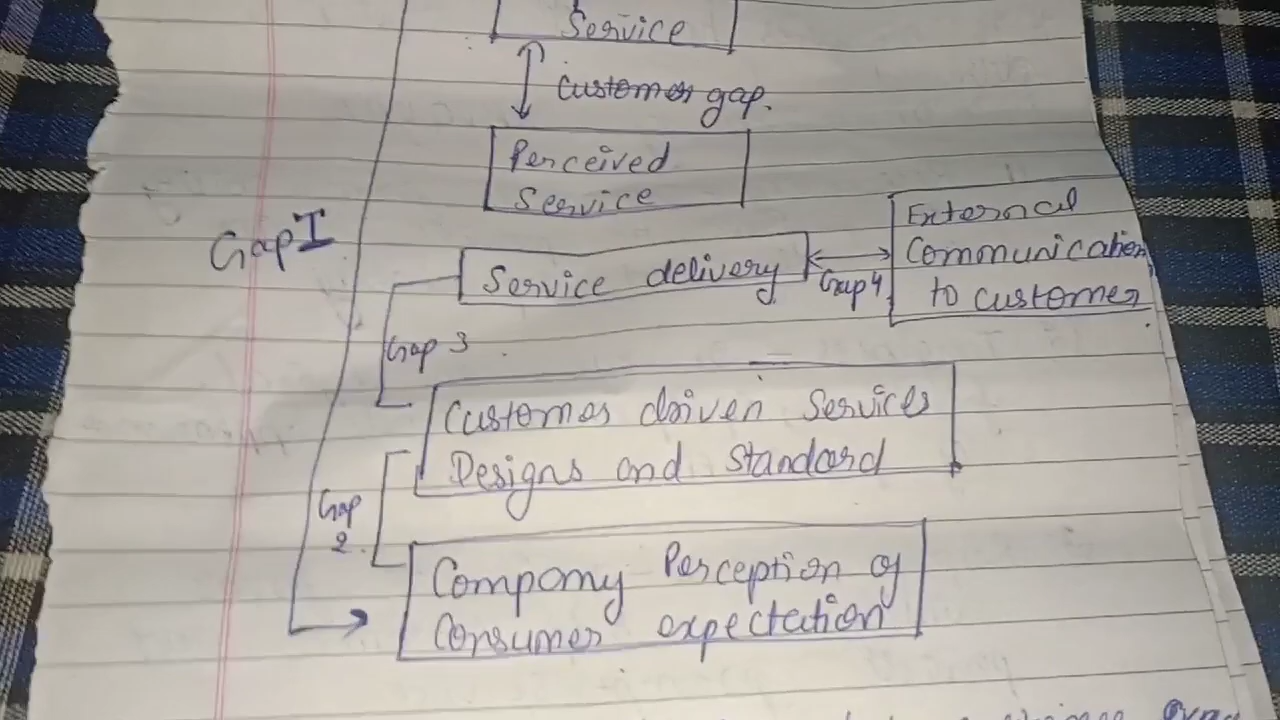 Service
Customer gap.
Perceived
Service
Gap I
External
Communication
to customer
Service delivery
Gap 4
Gap 3
Customer driven Services
Designs and standard
Gap
2.
Company Perception of
Consumer expectation